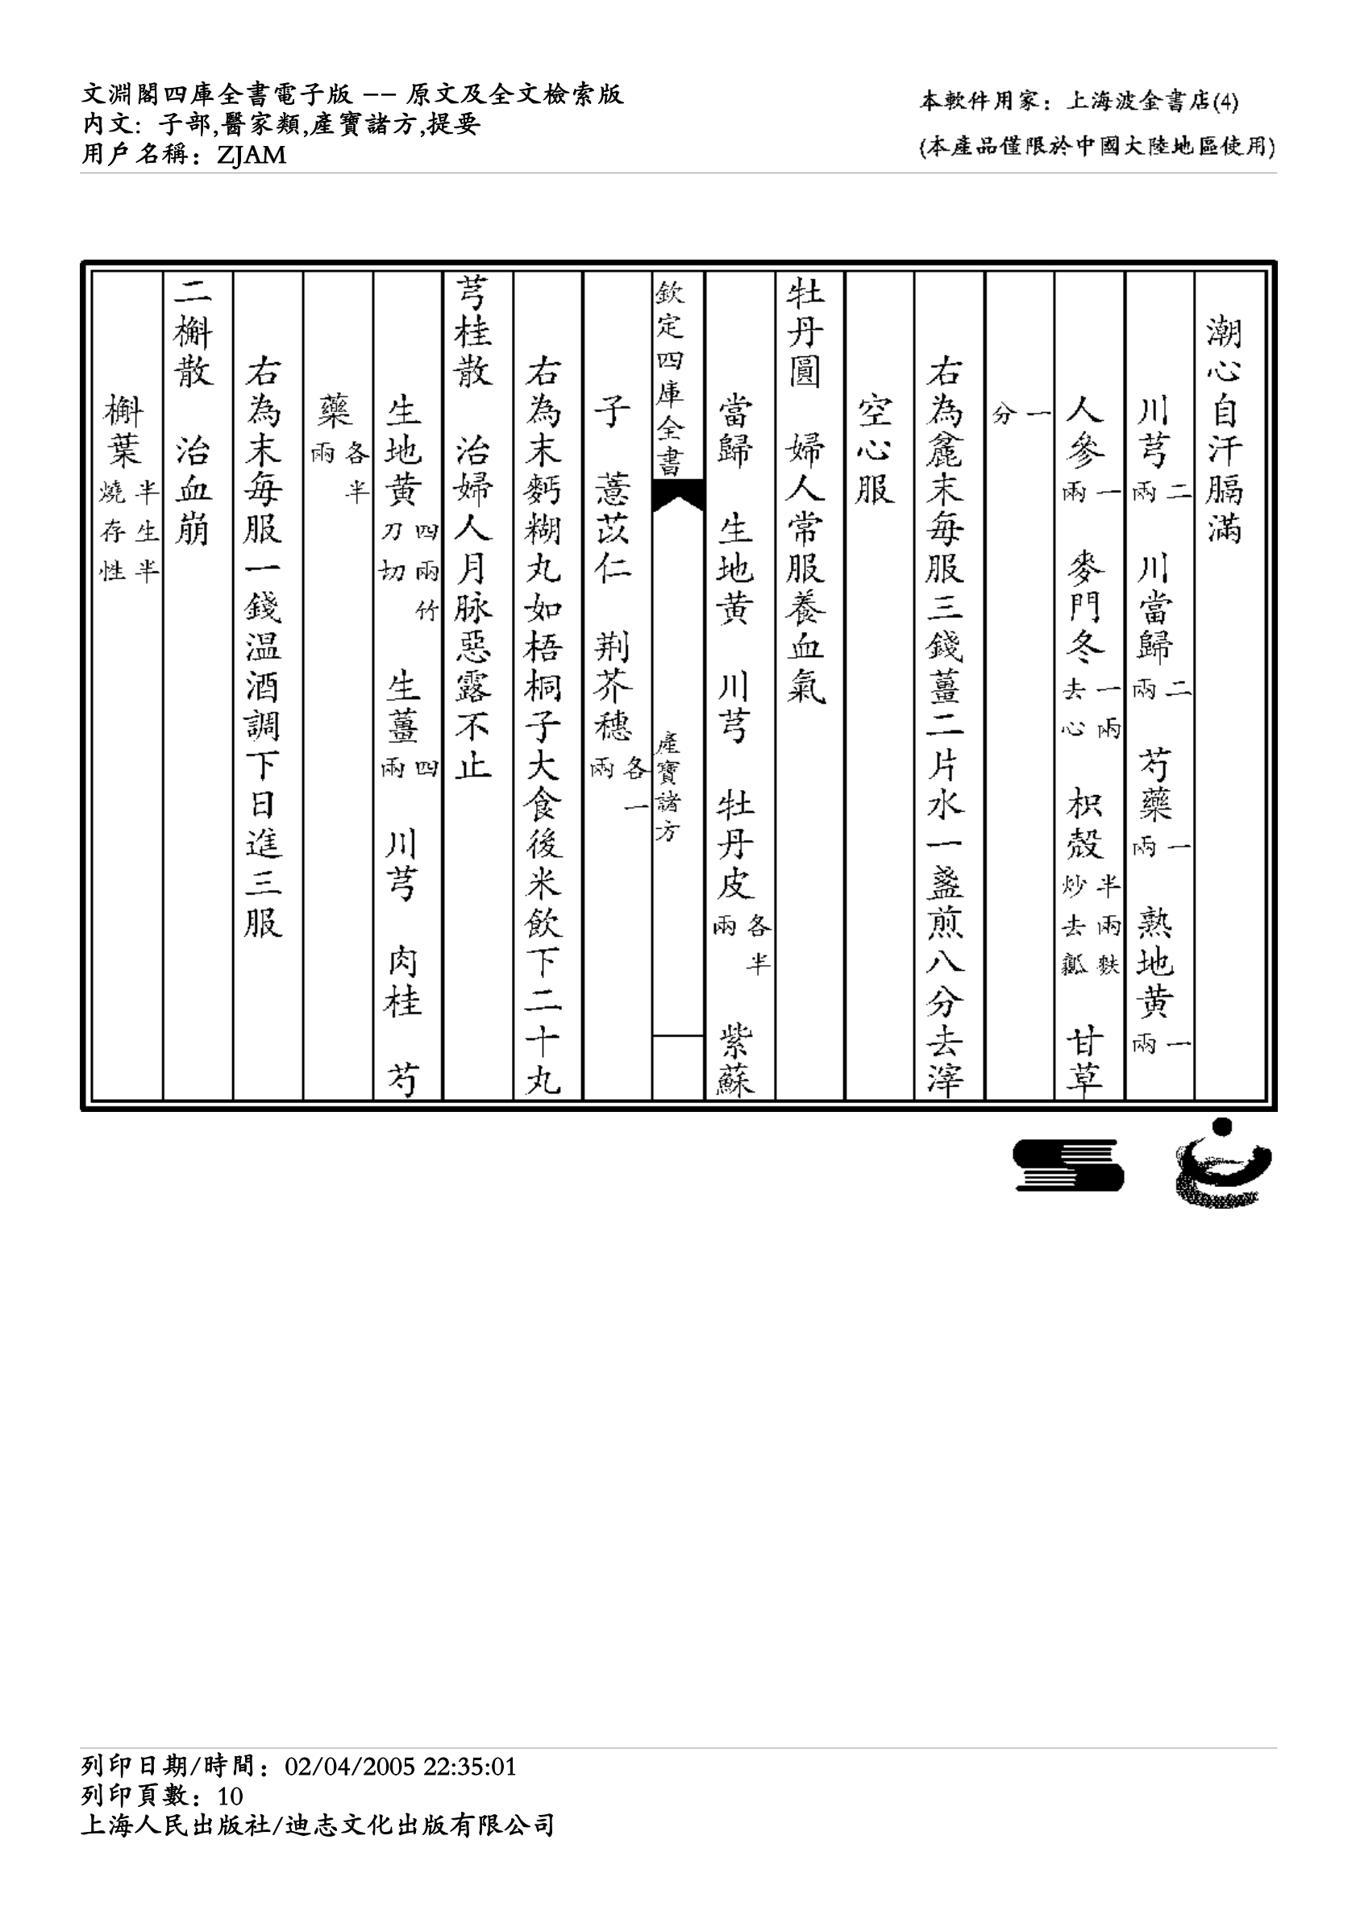 文淵閣四庫全書電子版 -- 原文及全文檢索版
内文: 子部,醫家類,產寶諸方,提要
用戶名稱: ZJAM
本軟件用家: 上海波金書店(4)
(本產品僅限於中國大陸地區使用)
潮心自汗膈滿
川芎二兩 川當歸二兩 芍藥一兩 熟地黃一兩
人參一兩 麥門冬一兩去心 枳殼半兩麩炒去瓤 甘草
一分
右為麄末每服三錢薑二片水一盞煎八分去滓
空心服
牡丹圓 婦人常服養血氣
當歸 生地黃 川芎 牡丹皮各半兩 紫蘇
欽定四庫全書 產寶諸方
子 薏苡仁 荆芥穗各一兩
右為末麪糊丸如梧桐子大食後米飲下二十丸
芎桂散 治婦人月脉惡露不止
生地黃四兩竹刀切 生薑四兩 川芎 肉桂 芍
藥各半兩
右為末每服一錢温酒調下日進三服
二槲散 治血崩
槲葉半生半燒存性
列印日期/時間: 02/04/2005 22:35:01
列印頁數: 10
上海人民出版社/迪志文化出版有限公司